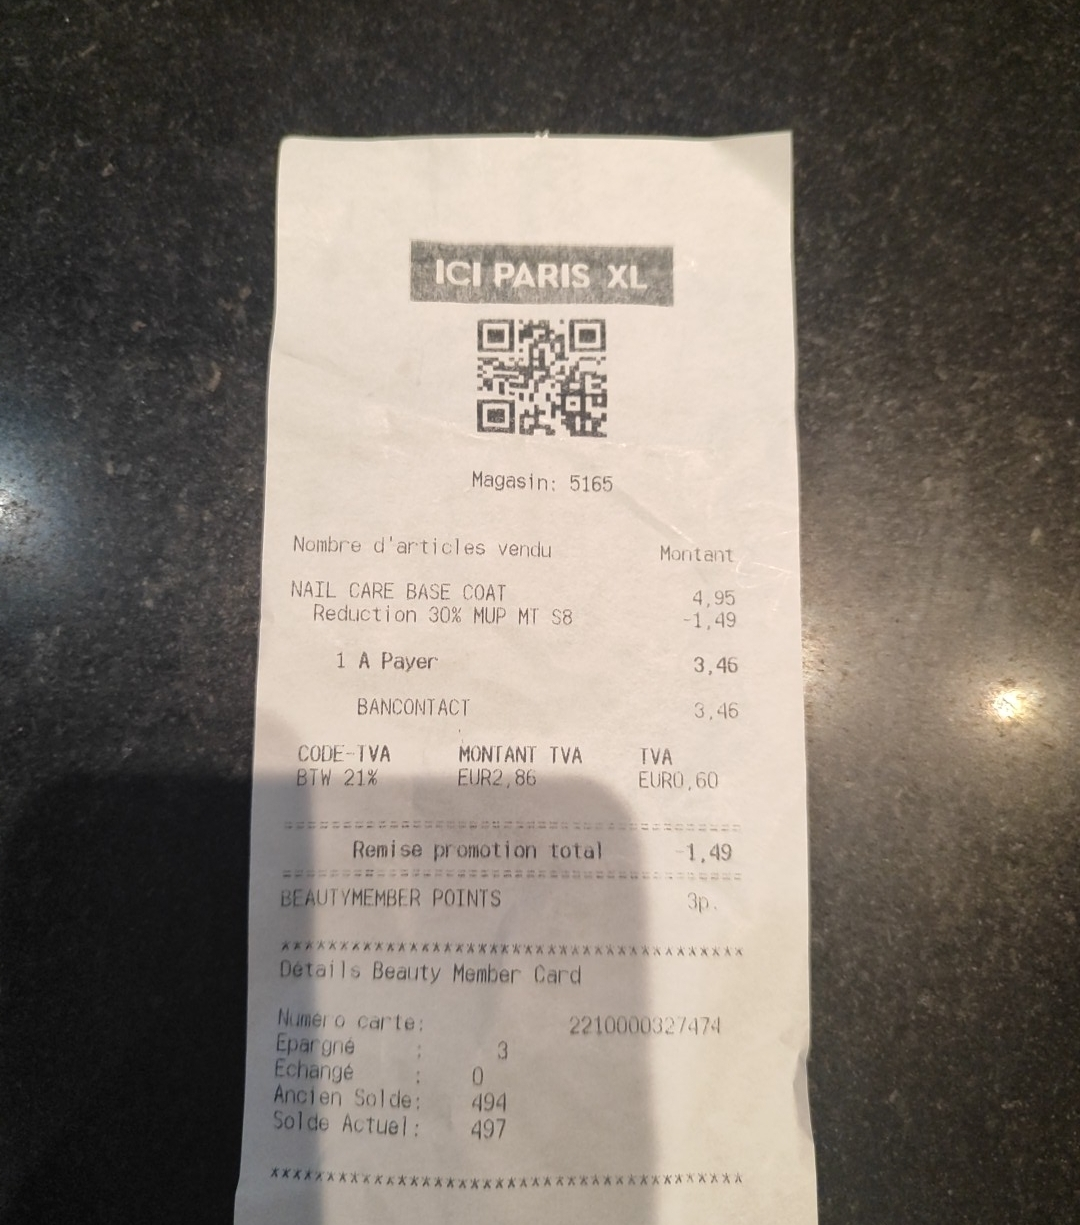 ICI PARIS XL
Magasin: 5165
Nombre d'articles vendu Montant
NAIL CARE BASE COAT 4,95
Reduction 30% MUP MT S8 -1,49
1 A Payer 3,46
BANCONTACT 3,46
CODE-TVA MONTANT TVA TVA
BTW 21% EUR2,86 EUR0,60
========================================
Remise promotion total -1,49
========================================
BEAUTYMEMBER POINTS 3p.
****************************************
Détails Beauty Member Card
Numéro carte: 2210000327474
Epargné : 3
Echangé : 0
Ancien Solde: 494
Solde Actuel: 497
****************************************